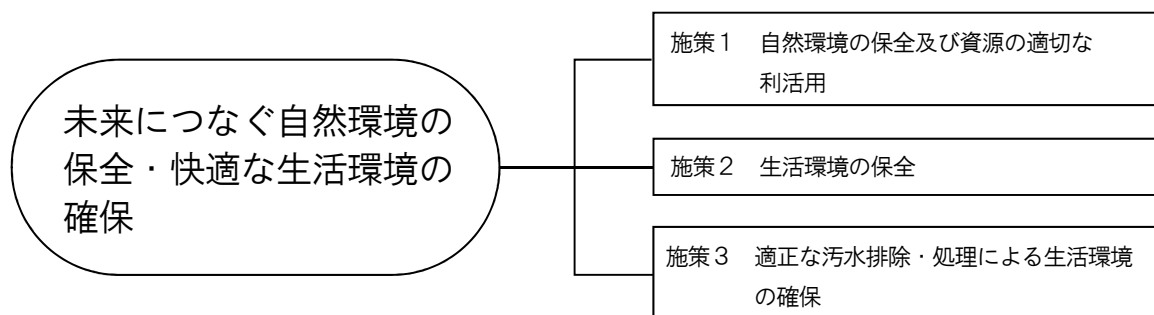 未来につなぐ自然環境の
保全・快適な生活環境の
確保
施策１　自然環境の保全及び資源の適切な
利活用
施策２　生活環境の保全
施策３　適正な汚水排除・処理による生活環境
の確保